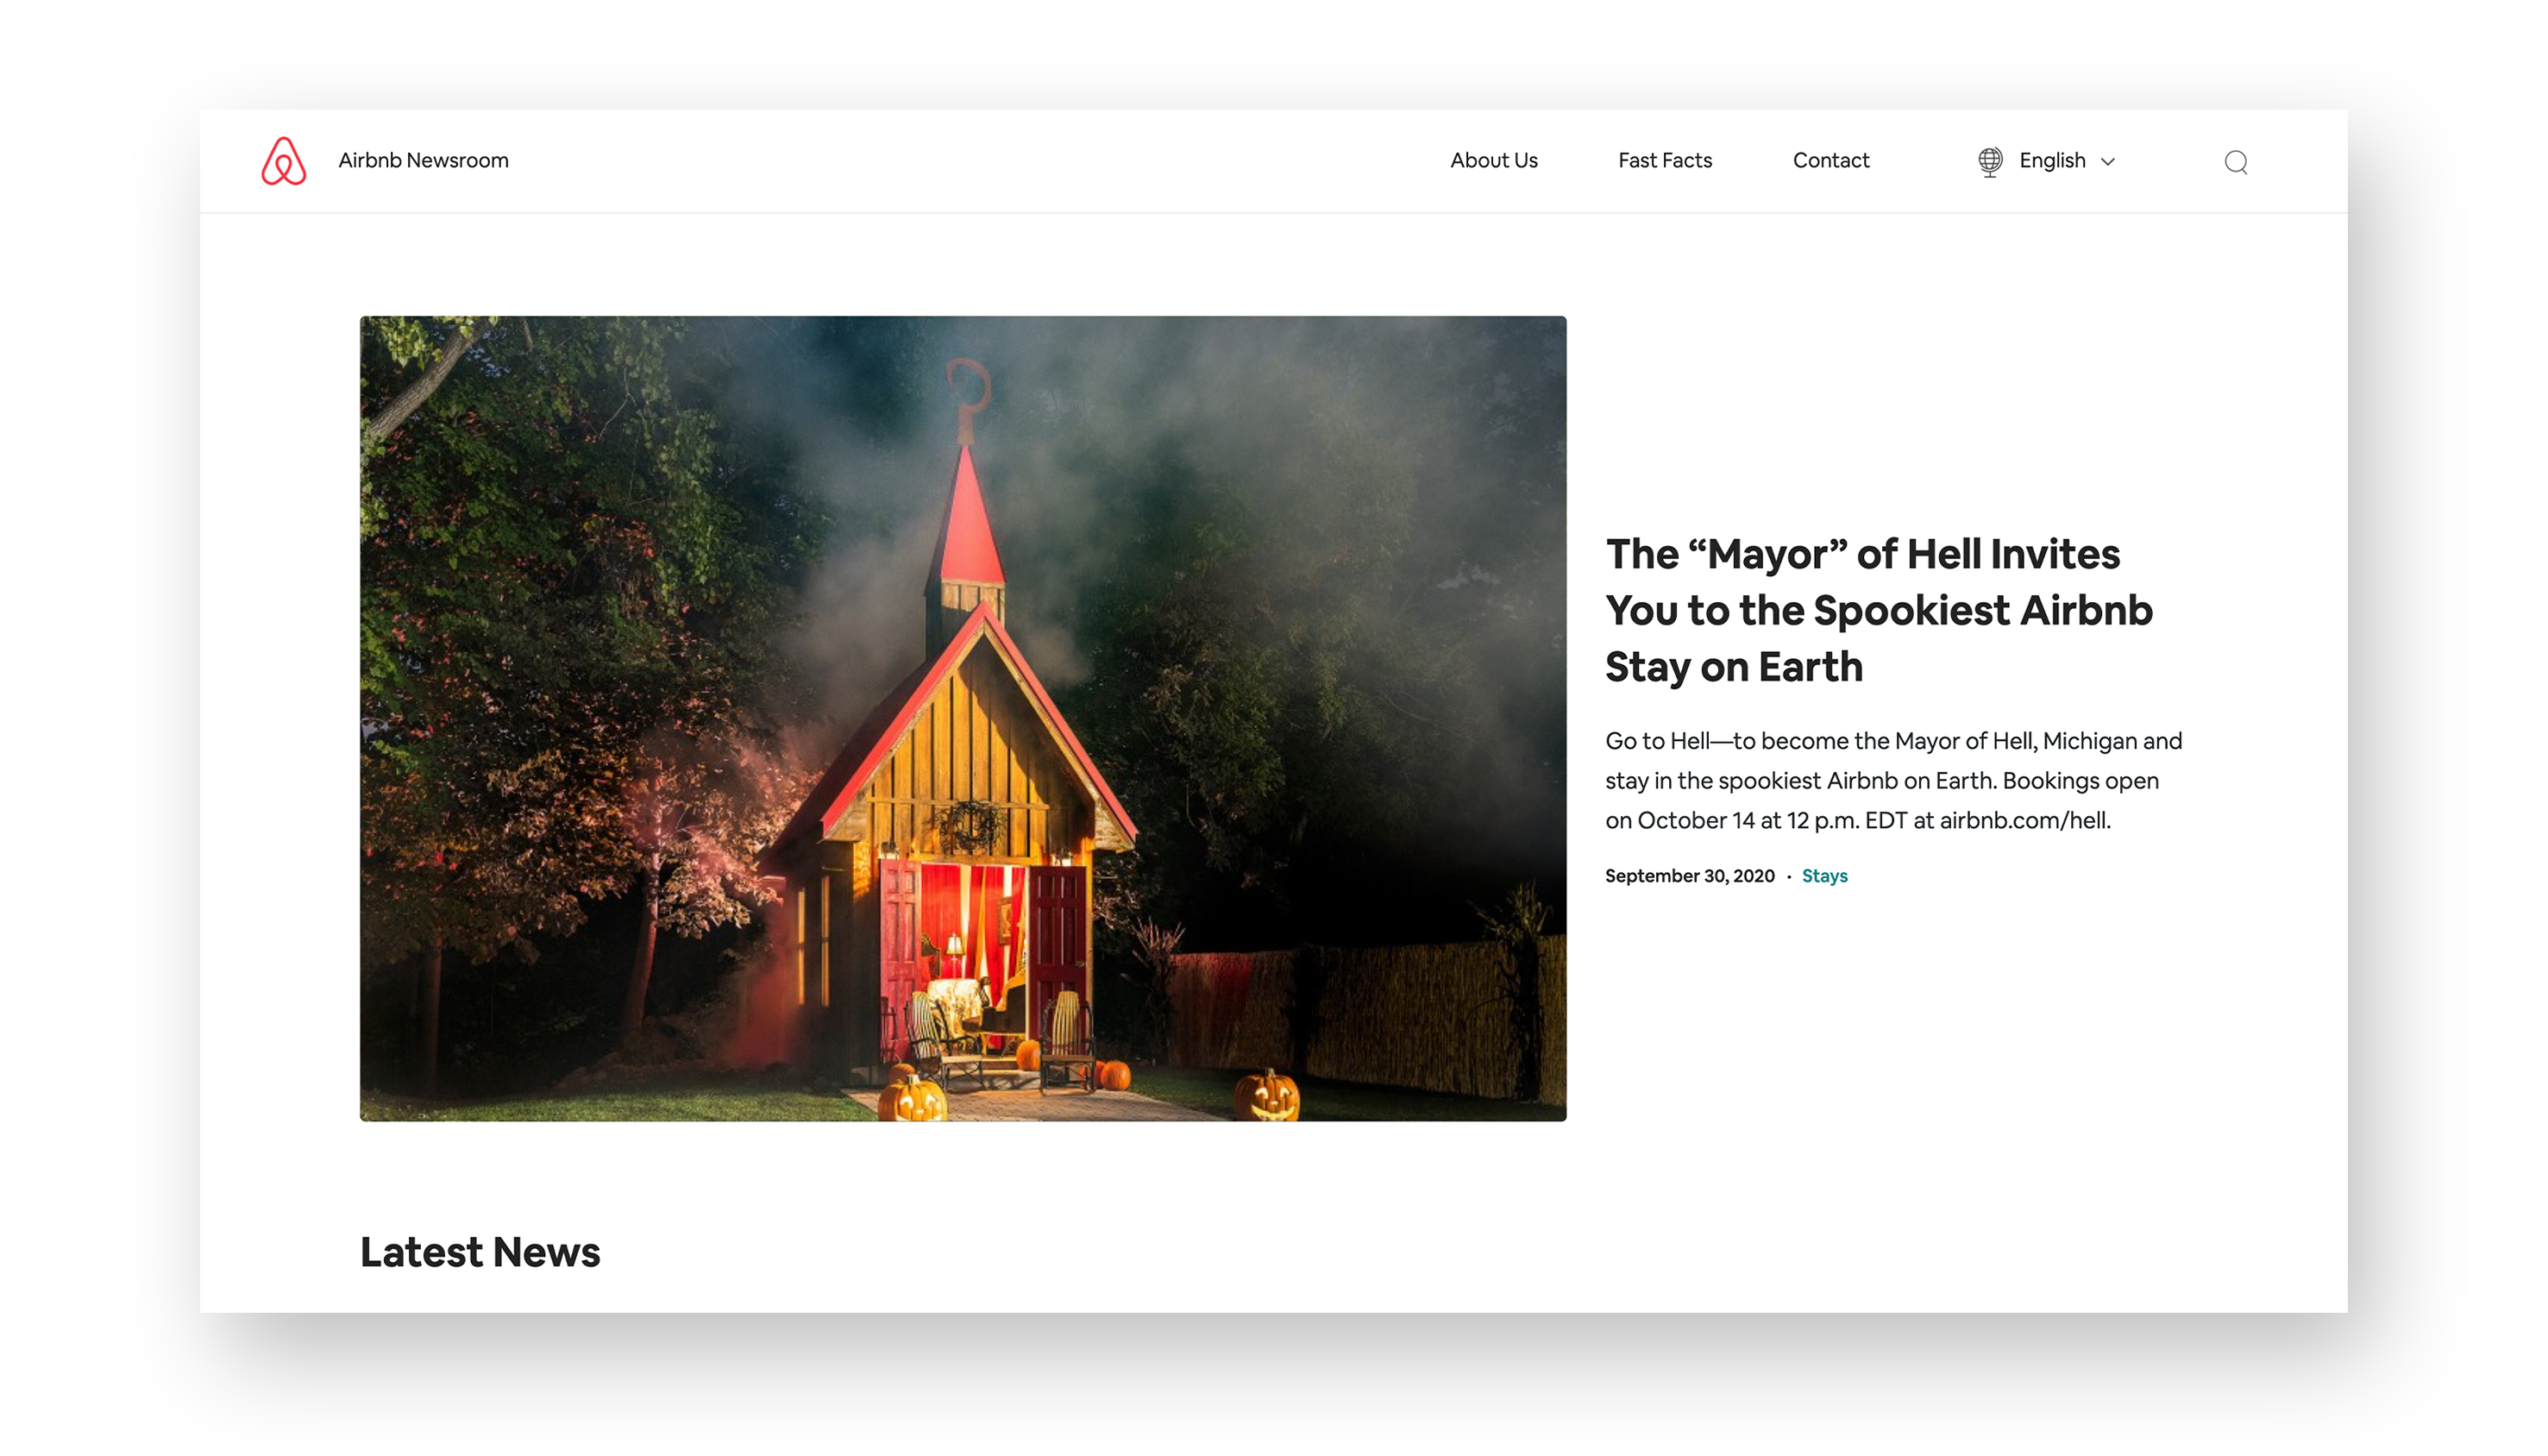 Airbnb Newsroom
About Us
Fast Facts
Contact
English
The “Mayor” of Hell Invites
You to the Spookiest Airbnb
Stay on Earth
Go to Hell—to become the Mayor of Hell, Michigan and
stay in the spookiest Airbnb on Earth. Bookings open
on October 14 at 12 p.m. EDT at airbnb.com/hell.
September 30, 2020 · Stays
Latest News